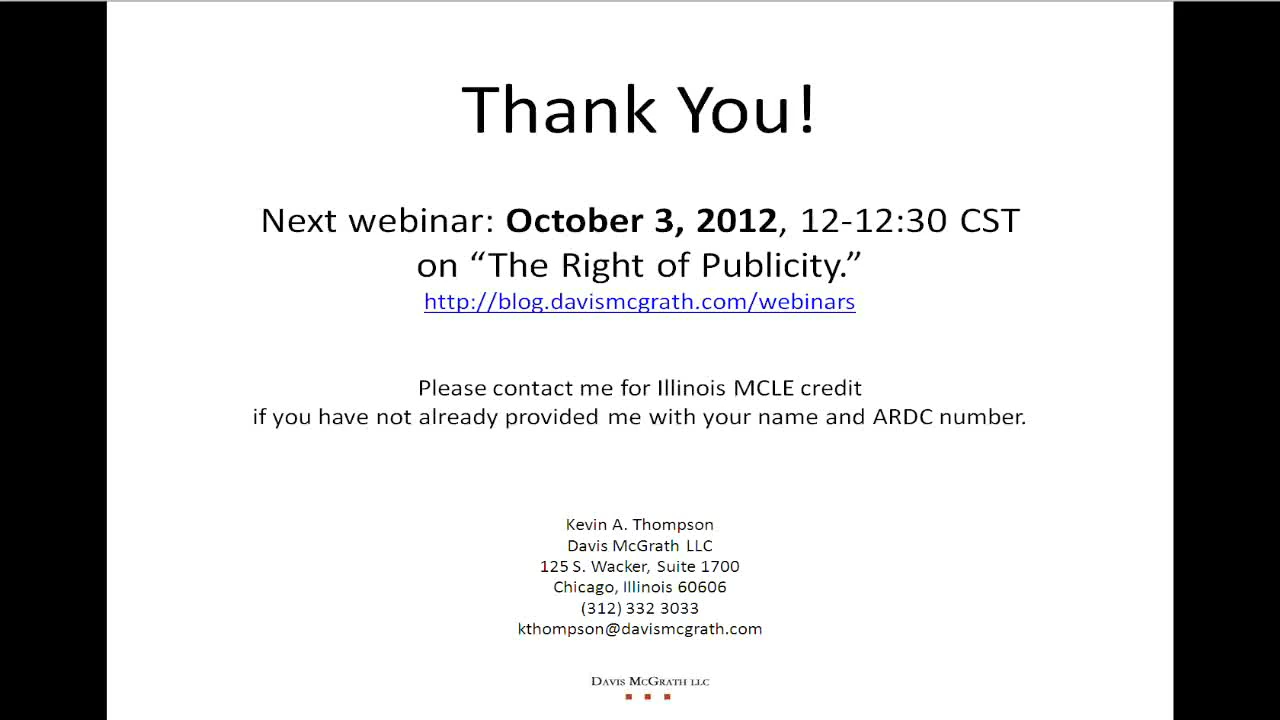 Thank You!
Next webinar: October 3, 2012, 12-12:30 CST
on “The Right of Publicity.”
http://blog.davismcgrath.com/webinars
Please contact me for Illinois MCLE credit
if you have not already provided me with your name and ARDC number.
Kevin A. Thompson
Davis McGrath LLC
125 S. Wacker, Suite 1700
Chicago, Illinois 60606
(312) 332 3033
kthompson@davismcgrath.com
DAVIS MCGRATH LLC